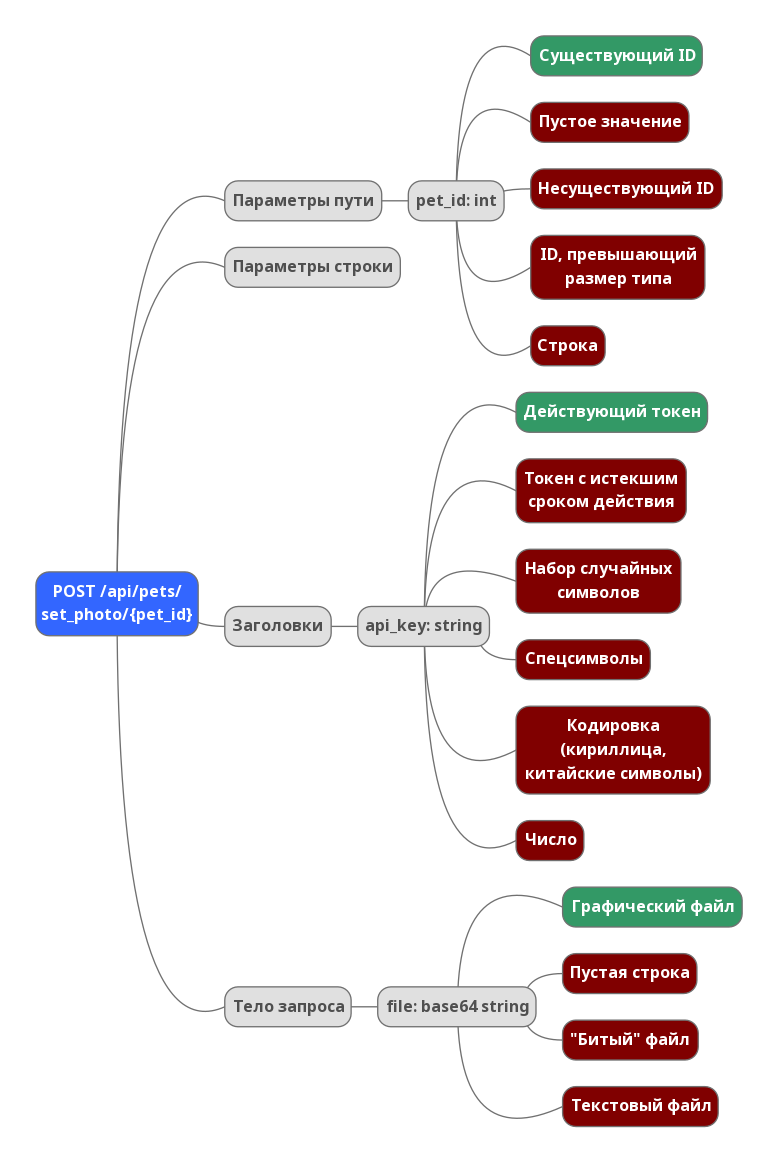 POST /api/pets/
set_photo/{pet_id}
Параметры пути
pet_id: int
Существующий ID
Пустое значение
Несуществующий ID
ID, превышающий
размер типа
Строка
Параметры строки
Заголовки
api_key: string
Действующий токен
Токен с истекшим
сроком действия
Набор случайных
символов
Спецсимволы
Кодировка
(кириллица,
китайские символы)
Число
Тело запроса
file: base64 string
Графический файл
Пустая строка
"Битый" файл
Текстовый файл